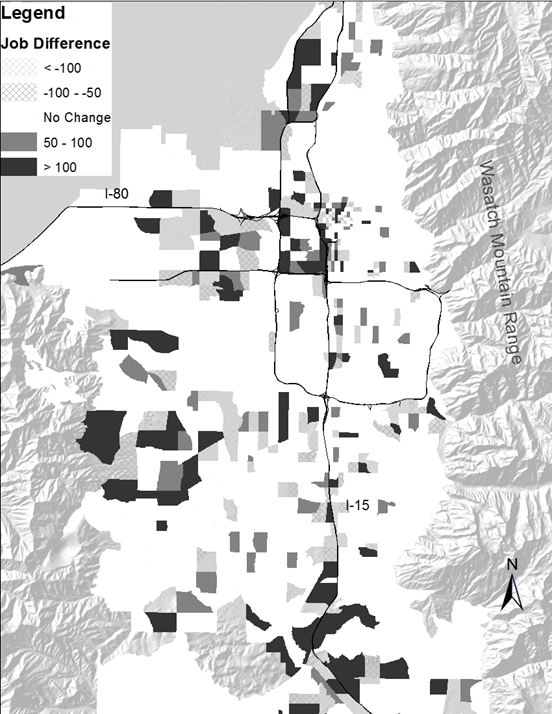 Legend
Job Difference
< -100
-100 - -50
No Change
50 - 100
> 100
I-80
Wasatch Mountain Range
I-15
N